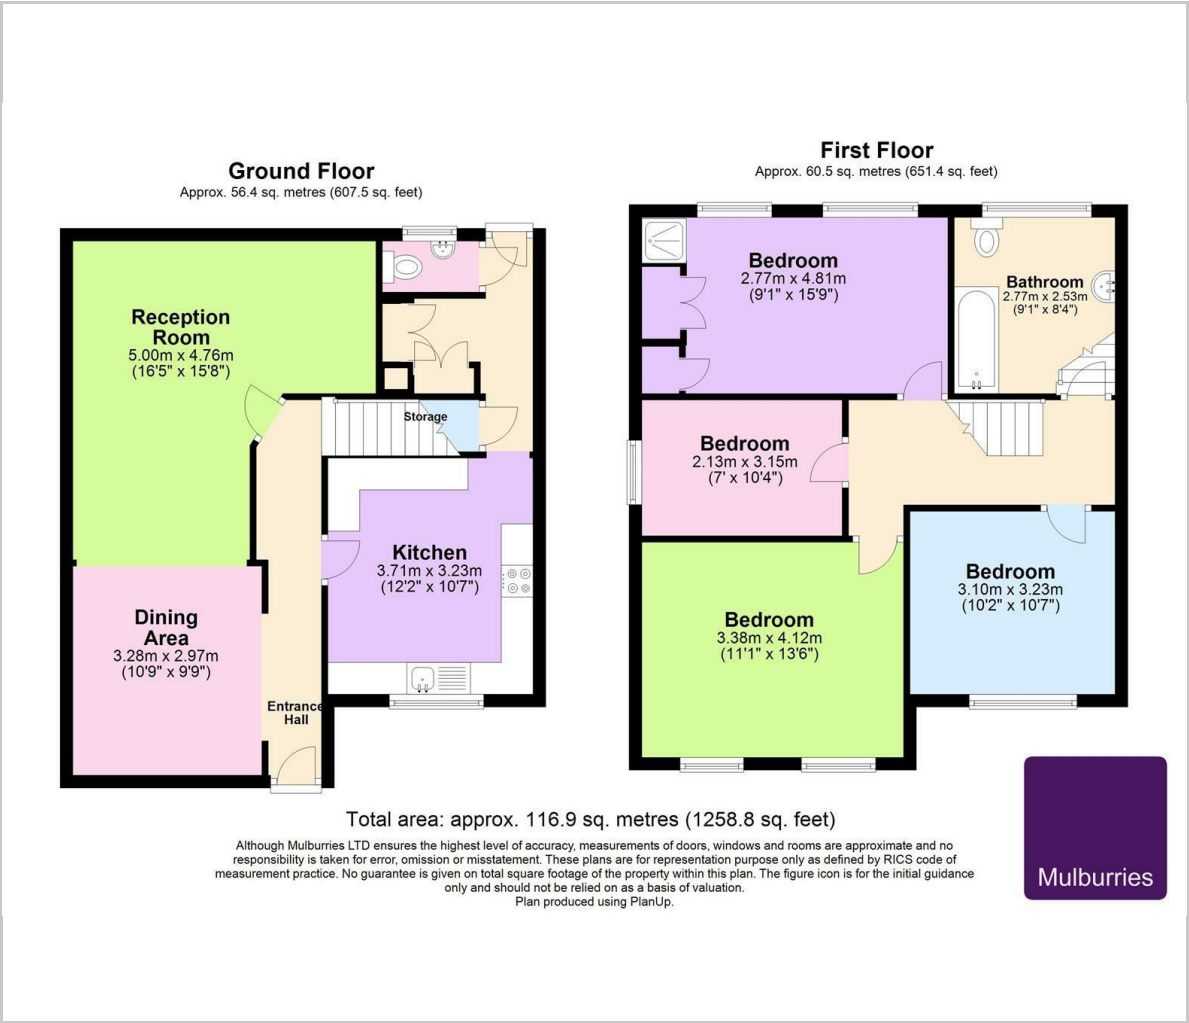 Ground Floor
Approx. 56.4 sq. metres (607.5 sq. feet)
Reception
Room
5.00m x 4.76m
(16'5" x 15'8")
Storage
Kitchen
3.71m x 3.23m
(12'2" x 10'7")
Dining
Area
3.28m x 2.97m
(10'9" x 9'9")
Entrance
Hall
First Floor
Approx. 60.5 sq. metres (651.4 sq. feet)
Bedroom
2.77m x 4.81m
(9'1" x 15'9")
Bathroom
2.77m x 2.53m
(9'1" x 8'4")
Bedroom
2.13m x 3.15m
(7' x 10'4")
Bedroom
3.10m x 3.23m
(10'2" x 10'7")
Bedroom
3.38m x 4.12m
(11'1" x 13'6")
Total area: approx. 116.9 sq. metres (1258.8 sq. feet)
Although Mulburries LTD ensures the highest level of accuracy, measurements of doors, windows and rooms are approximate and no
responsibility is taken for error, omission or misstatement. These plans are for representation purpose only as defined by RICS code of
measurement practice. No guarantee is given on total square footage of the property within this plan. The figure icon is for the initial guidance
only and should not be relied on as a basis of valuation.
Plan produced using PlanUp.
Mulburries